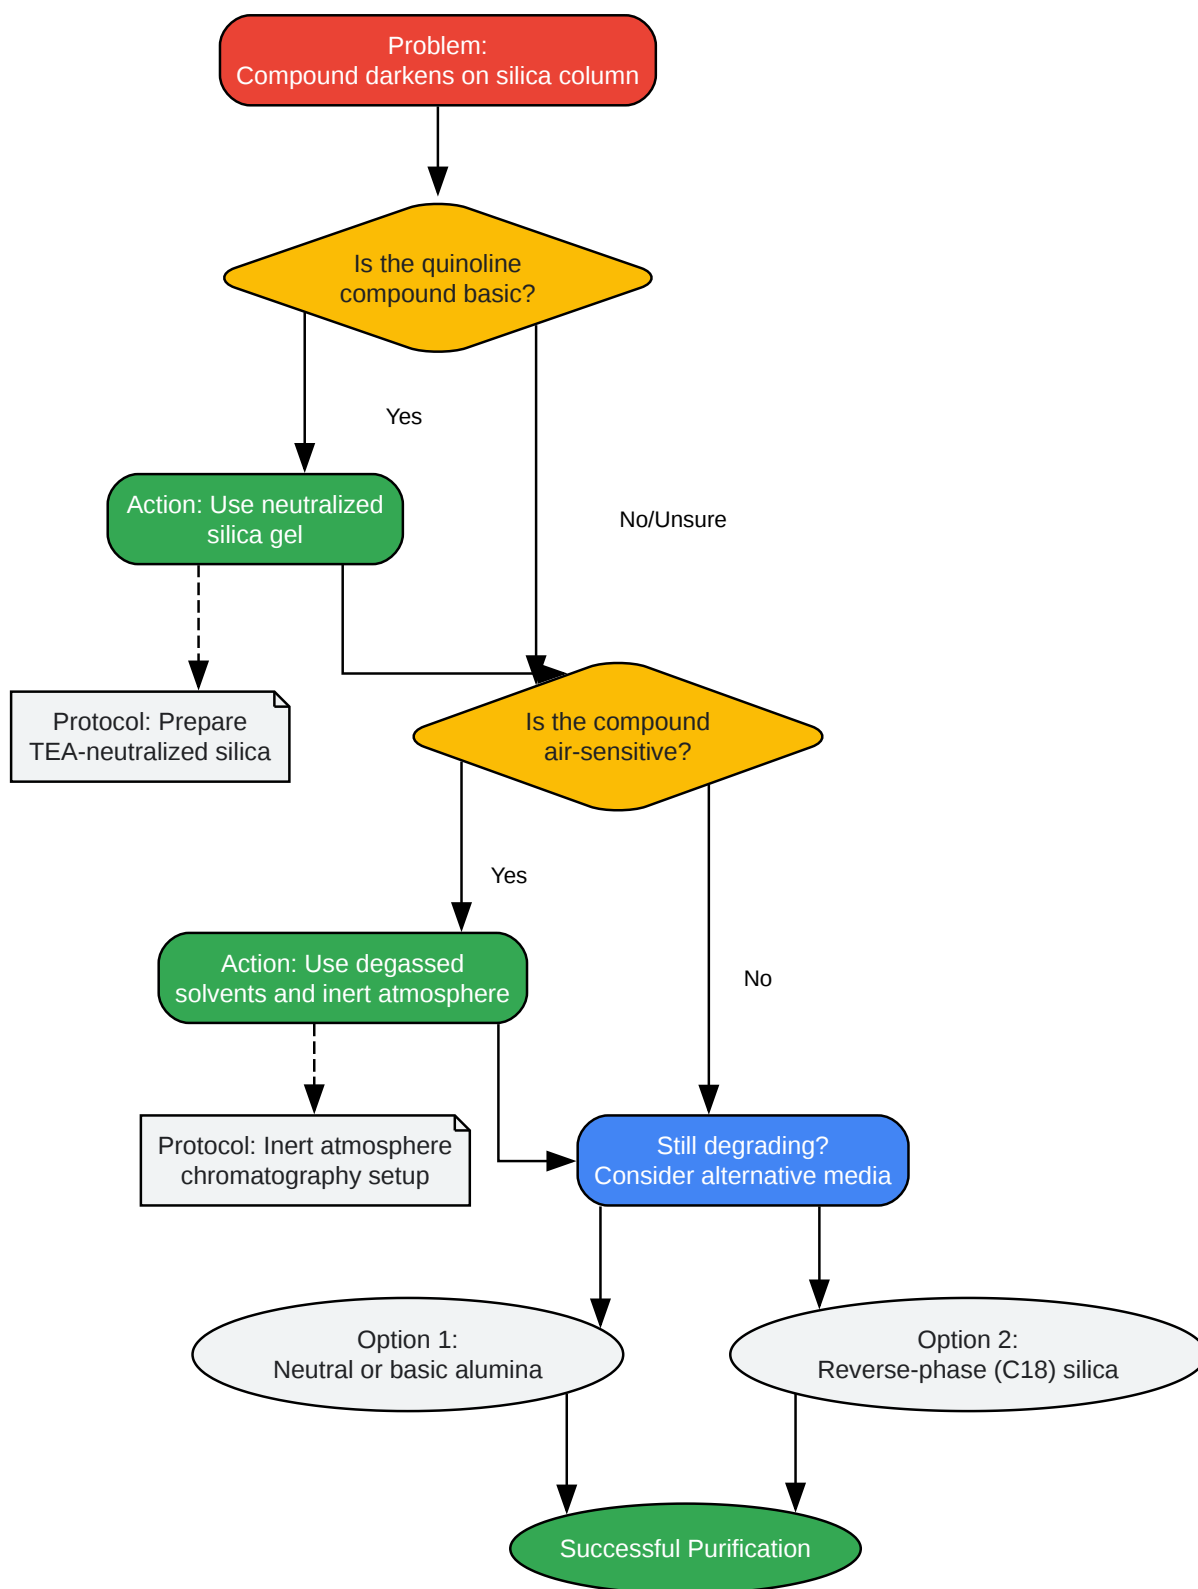 Problem:
Compound darkens on silica column
Is the quinoline
compound basic?
Yes
Action: Use neutralized
silica gel
No/Unsure
Protocol: Prepare
TEA-neutralized silica
Is the compound
air-sensitive?
Yes
Action: Use degassed
solvents and inert atmosphere
No
Protocol: Inert atmosphere
chromatography setup
Still degrading?
Consider alternative media
Option 1:
Neutral or basic alumina
Option 2:
Reverse-phase (C18) silica
Successful Purification